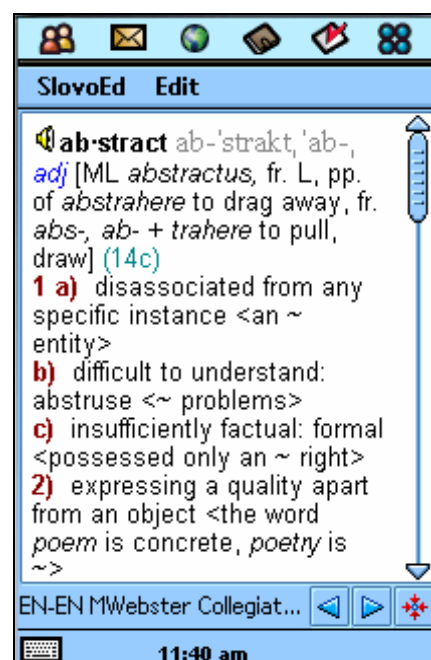 SlovoEd Edit
ab·stract ab-'strakt, 'ab-,
adj [ML abstractus, fr. L, pp.
of abstrahere to drag away, fr.
abs-, ab- + trahere to pull,
draw] (14c)
1 a) disassociated from any
specific instance <an ~
entity>
b) difficult to understand:
abstruse <~ problems>
c) insufficiently factual: formal
<possessed only an ~ right>
2) expressing a quality apart
from an object <the word
poem is concrete, poetry is
~>
EN-EN MWebster Collegiat...
11:40 am